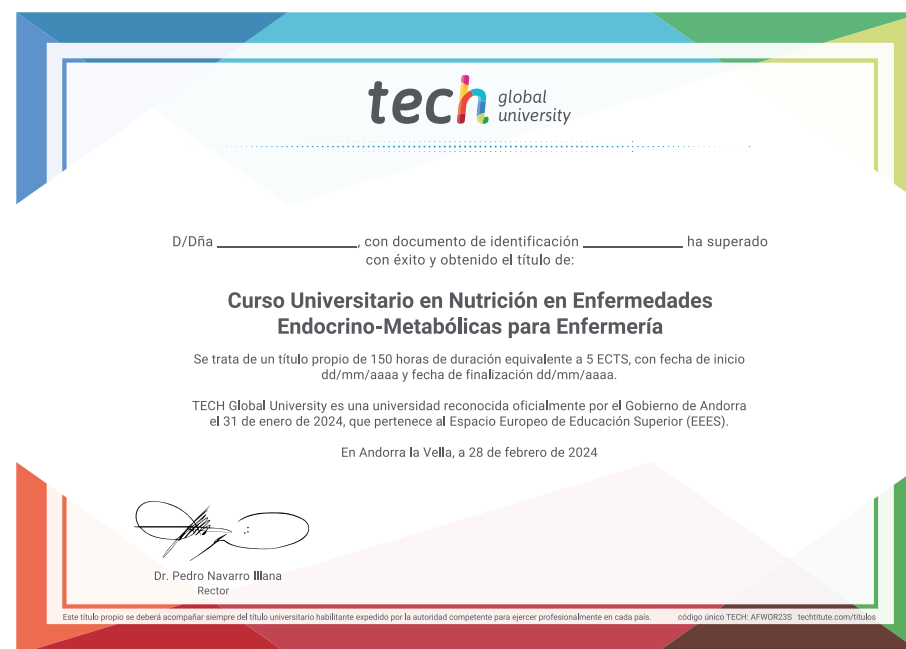 tech global university
D/Dña ____________, con documento de identificación ____________ ha superado
con éxito y obtenido el título de:
Curso Universitario en Nutrición en Enfermedades
Endocrino-Metabólicas para Enfermería
Se trata de un título propio de 150 horas de duración equivalente a 5 ECTS, con fecha de inicio
dd/mm/aaaa y fecha de finalización dd/mm/aaaa.
TECH Global University es una universidad reconocida oficialmente por el Gobierno de Andorra
el 31 de enero de 2024, que pertenece al Espacio Europeo de Educación Superior (EEES).
En Andorra la Vella, a 28 de febrero de 2024
Dr. Pedro Navarro Illana
Rector
Este título propio se deberá acompañar siempre del título universitario habilitante expedido por la autoridad competente para ejercer profesionalmente en cada país. código único TECH: AFWOR23S techtitute.com/titulos